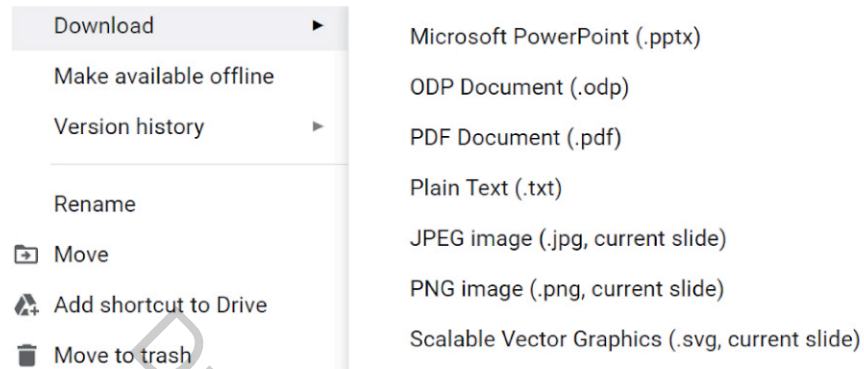 Download
Make available offline
Version history
Rename
Move
Add shortcut to Drive
Move to trash
Microsoft PowerPoint (.pptx)
ODP Document (.odp)
PDF Document (.pdf)
Plain Text (.txt)
JPEG image (.jpg, current slide)
PNG image (.png, current slide)
Scalable Vector Graphics (.svg, current slide)